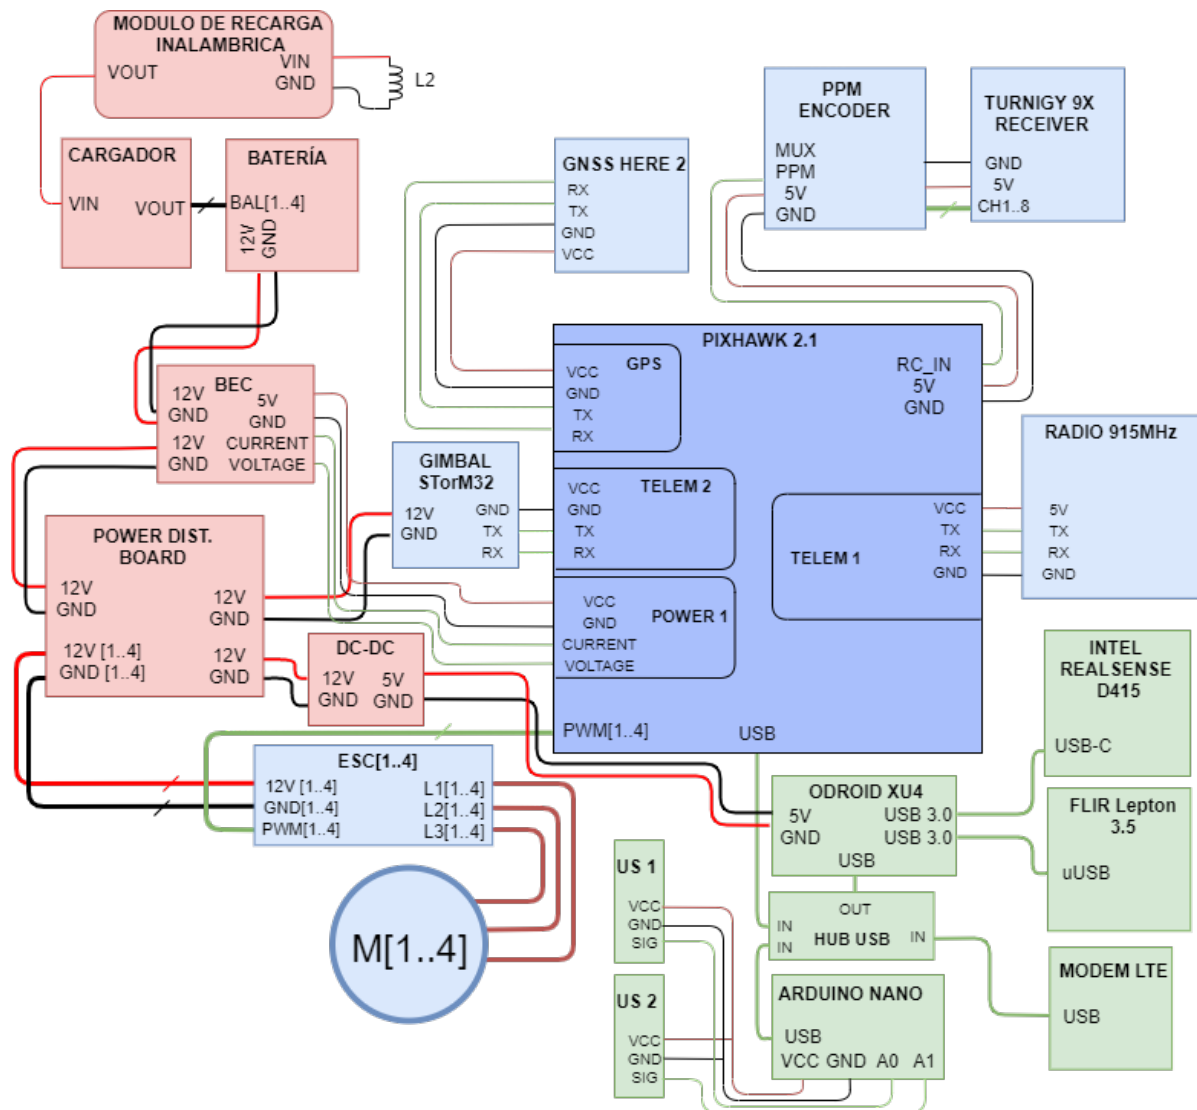 MODULO DE RECARGA
INALAMBRICA
VIN
VOUT
GND
L2
CARGADOR
VIN
VOUT
BATERÍA
BAL[1..4]
12V
GND
GNSS HERE 2
RX
TX
GND
VCC
PPM
ENCODER
MUX
PPM
5V
GND
TURNIGY 9X
RECEIVER
GND
5V
CH1..8
BEC
12V
GND
12V
GND
5V
GND
CURRENT
VOLTAGE
PIXHAWK 2.1
GPS
VCC
GND
TX
RX
RC_IN
5V
GND
TELEM 2
VCC
GND
TX
RX
TELEM 1
VCC
TX
RX
GND
POWER 1
VCC
GND
CURRENT
VOLTAGE
PWM[1..4]
USB
RADIO 915MHz
5V
TX
RX
GND
GIMBAL
STorM32
12V
GND
GND
TX
RX
POWER DIST.
BOARD
12V
GND
12V
GND
12V [1..4]
GND [1..4]
12V
GND
DC-DC
12V
GND
5V
GND
ESC[1..4]
12V [1..4]
GND[1..4]
PWM[1..4]
L1[1..4]
L2[1..4]
L3[1..4]
M[1..4]
INTEL
REALSENSE
D415
USB-C
ODROID XU4
5V
GND
USB 3.0
USB 3.0
USB
FLIR Lepton
3.5
uUSB
US 1
VCC
GND
SIG
OUT
IN
IN
HUB USB
IN
MODEM LTE
USB
US 2
VCC
GND
SIG
ARDUINO NANO
USB
VCC GND A0 A1